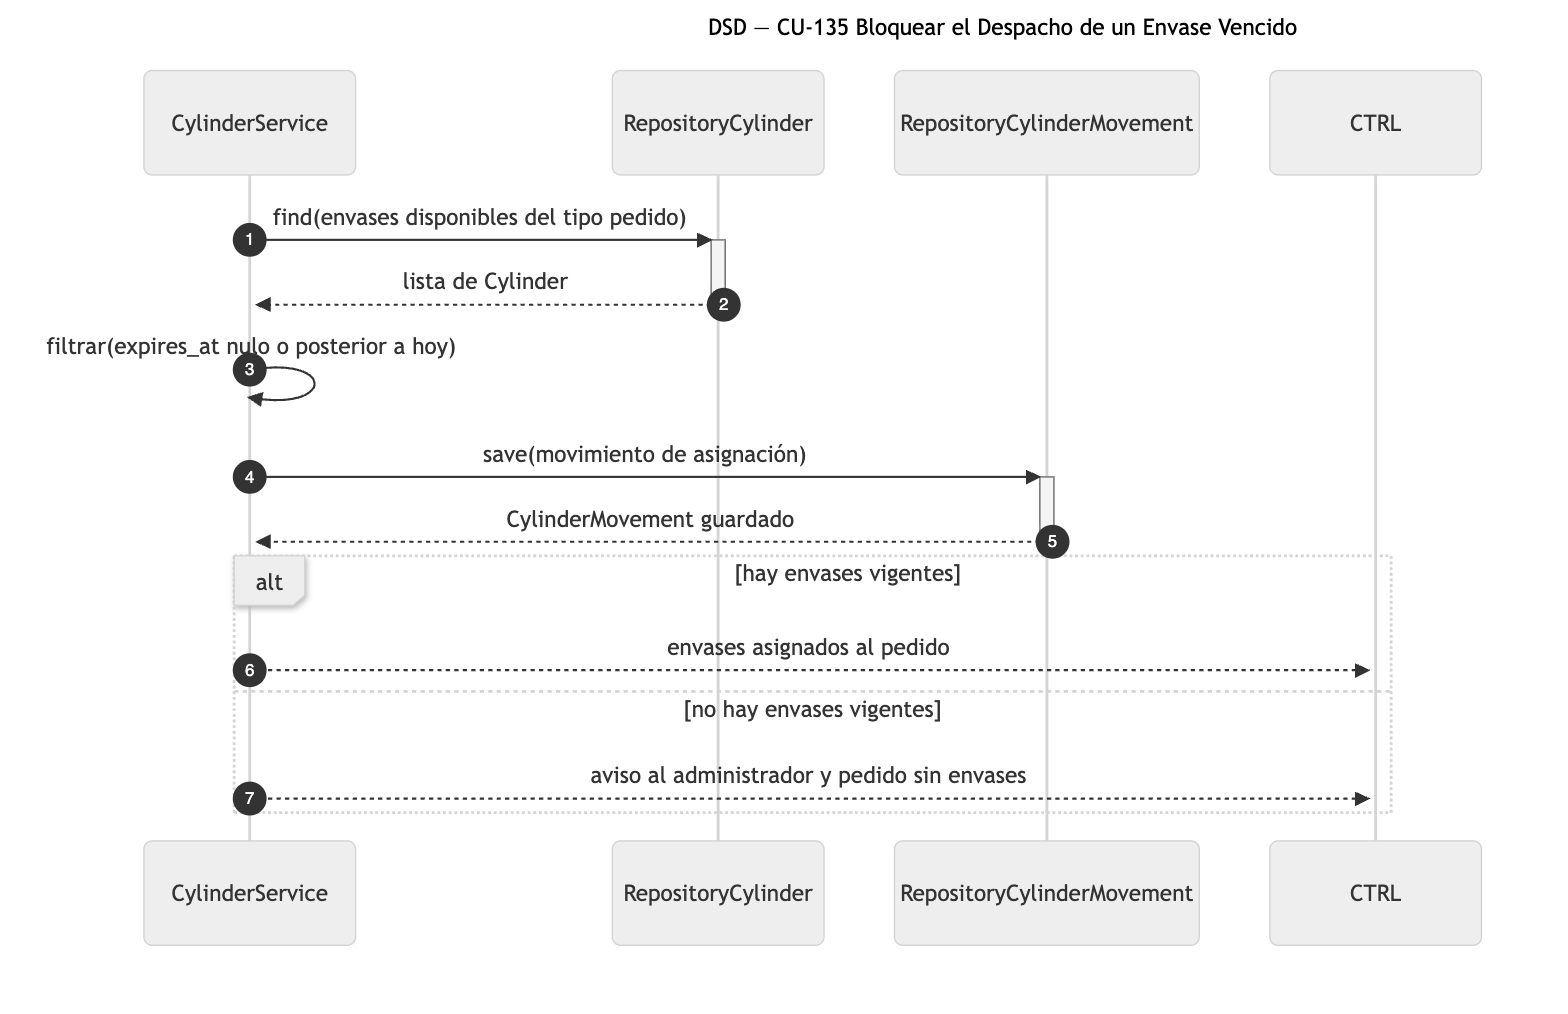 DSD — CU-135 Bloquear el Despacho de un Envase Vencido
CylinderService
RepositoryCylinder
RepositoryCylinderMovement
CTRL
find(envases disponibles del tipo pedido)
1
lista de Cylinder
2
filtrar(expires_at nulo o posterior a hoy)
3
save(movimiento de asignación)
4
CylinderMovement guardado
5
alt
[hay envases vigentes]
envases asignados al pedido
6
[no hay envases vigentes]
aviso al administrador y pedido sin envases
7
CylinderService
RepositoryCylinder
RepositoryCylinderMovement
CTRL